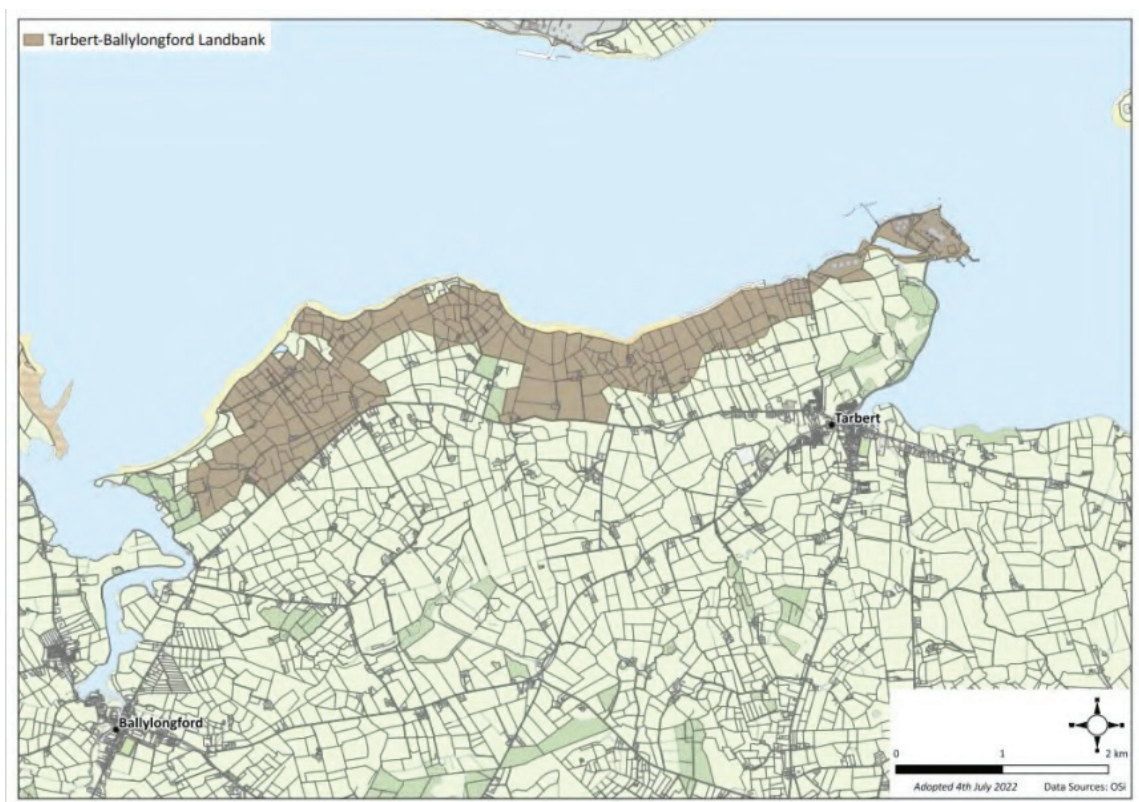 Tarbert-Ballylongford Landbank
Tarbert
Ballylongford
0 1 2 km
Adopted 4th July 2022 Data Sources: OSi